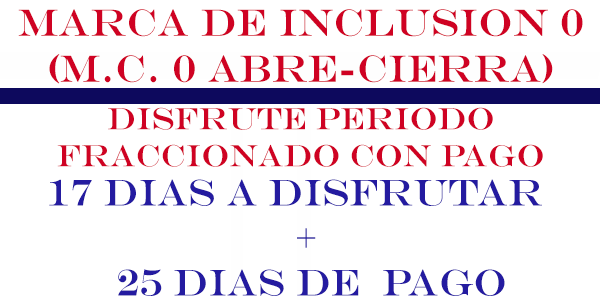 MARCA DE INCLUSION 0
(M.C. 0 ABRE-CIERRA)
DISFRUTE PERIODO
FRACCIONADO CON PAGO
17 DIAS A DISFRUTAR
+
25 DIAS DE PAGO